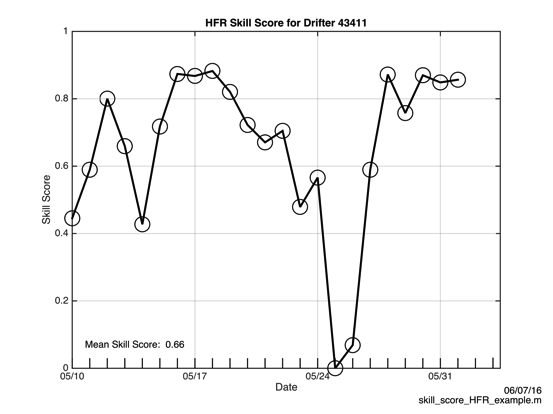 HFR Skill Score for Drifter 43411
1
0.8
0.6
0.4
0.2
0
Skill Score
Mean Skill Score: 0.66
05/10 05/17 05/24 05/31
Date
06/07/16
skill_score_HFR_example.m